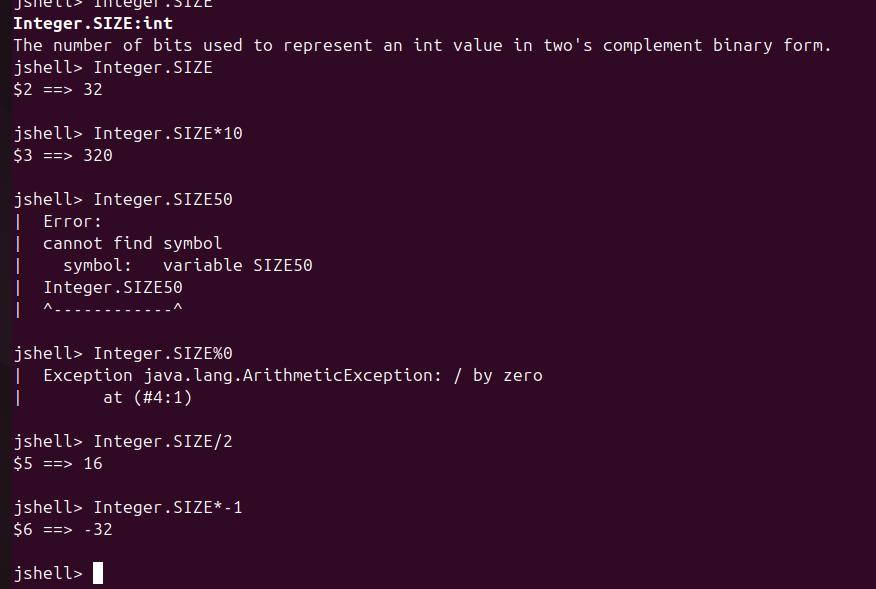 jshell> Integer.SIZE
Integer.SIZE:int
The number of bits used to represent an int value in two's complement binary form.
jshell> Integer.SIZE
$2 ==> 32
jshell> Integer.SIZE*10
$3 ==> 320
jshell> Integer.SIZE50
|  Error:
|  cannot find symbol
|    symbol:   variable SIZE50
|  Integer.SIZE50
|  ^------------^
jshell> Integer.SIZE%0
|  Exception java.lang.ArithmeticException: / by zero
|        at (#4:1)
jshell> Integer.SIZE/2
$5 ==> 16
jshell> Integer.SIZE*-1
$6 ==> -32
jshell>